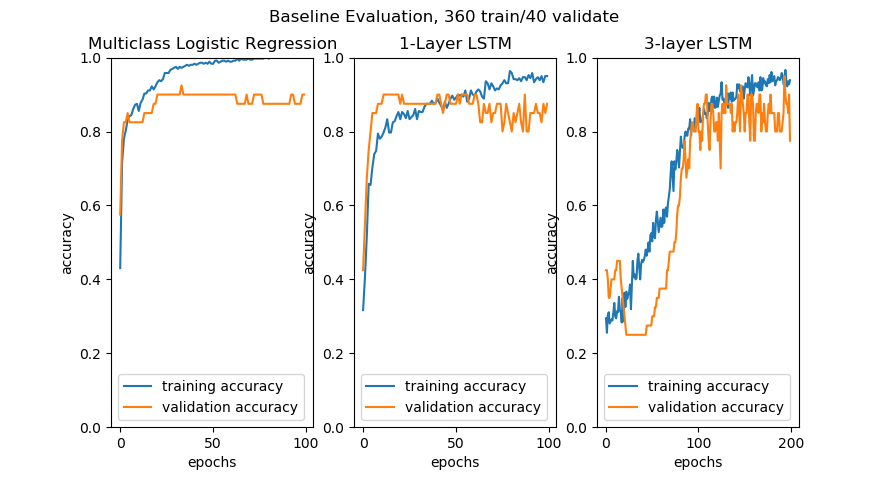 Baseline Evaluation, 360 train/40 validate
Multiclass Logistic Regression
1.0
0.8
0.6
0.4
0.2
0.0
accuracy
training accuracy
validation accuracy
0
50
100
epochs
1-Layer LSTM
1.0
0.8
0.6
0.4
0.2
0.0
accuracy
training accuracy
validation accuracy
0
50
100
epochs
3-layer LSTM
1.0
0.8
0.6
0.4
0.2
0.0
accuracy
training accuracy
validation accuracy
0
100
200
epochs